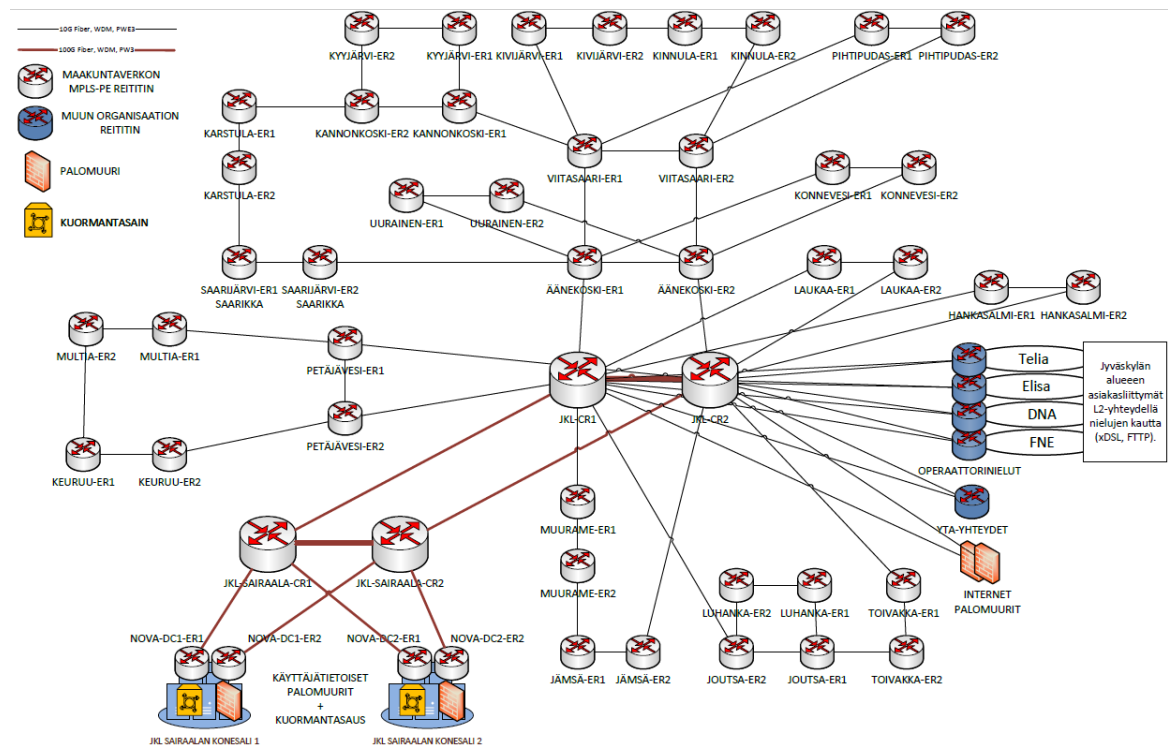 10G Fiber, WDM, PWE3
100G Fiber, WDM, PW3
MAAKUNTAVERKON
MPLS-PE REITITIN
MUUN ORGANISAATION
REITITIN
PALOMUURI
KUORMANTASAIN
KYYJÄRVI-ER2
KYYJÄRVI-ER1
KIVIJÄRVI-ER1
KIVIJÄRVI-ER2
KINNULA-ER1
KINNULA-ER2
PIHTIPUDAS-ER1
PIHTIPUDAS-ER2
KARSTULA-ER1
KANNONKOSKI-ER2
KANNONKOSKI-ER1
VIITASAARI-ER1
VIITASAARI-ER2
KARSTULA-ER2
KONNEVESI-ER1
KONNEVESI-ER2
UURAINEN-ER1
UURAINEN-ER2
SAARIJÄRVI-ER1
SAARIKKA
SAARIJÄRVI-ER2
SAARIKKA
ÄÄNEKOSKI-ER1
ÄÄNEKOSKI-ER2
LAUKAA-ER1
LAUKAA-ER2
HANKASALMI-ER1
HANKASALMI-ER2
MULTIA-ER2
MULTIA-ER1
PETÄJÄVESI-ER1
PETÄJÄVESI-ER2
KEURUU-ER1
KEURUU-ER2
JKL-CR1
JKL-CR2
Telia
Elisa
DNA
FNE
Jyväskylän
alueeen
asiakasliittymät
L2-yhteydellä
nielujen kautta
(xDSL, FTTP).
OPERAATTORINIELUT
YTA-YHTEYDET
INTERNET
PALOMUURIT
MUURAME-ER1
MUURAME-ER2
JÄMSÄ-ER1
JÄMSÄ-ER2
LUHANKA-ER2
LUHANKA-ER1
TOIVAKKA-ER1
JOUTSA-ER2
JOUTSA-ER1
TOIVAKKA-ER2
JKL-SAIRAALA-CR1
JKL-SAIRAALA-CR2
NOVA-DC1-ER1
NOVA-DC1-ER2
NOVA-DC2-ER1
NOVA-DC2-ER2
KÄYTTÄJÄTIETOISET
PALOMUURIT
+
KUORMANTASAUS
JKL SAIRAALAN KONESALI 1
JKL SAIRAALAN KONESALI 2